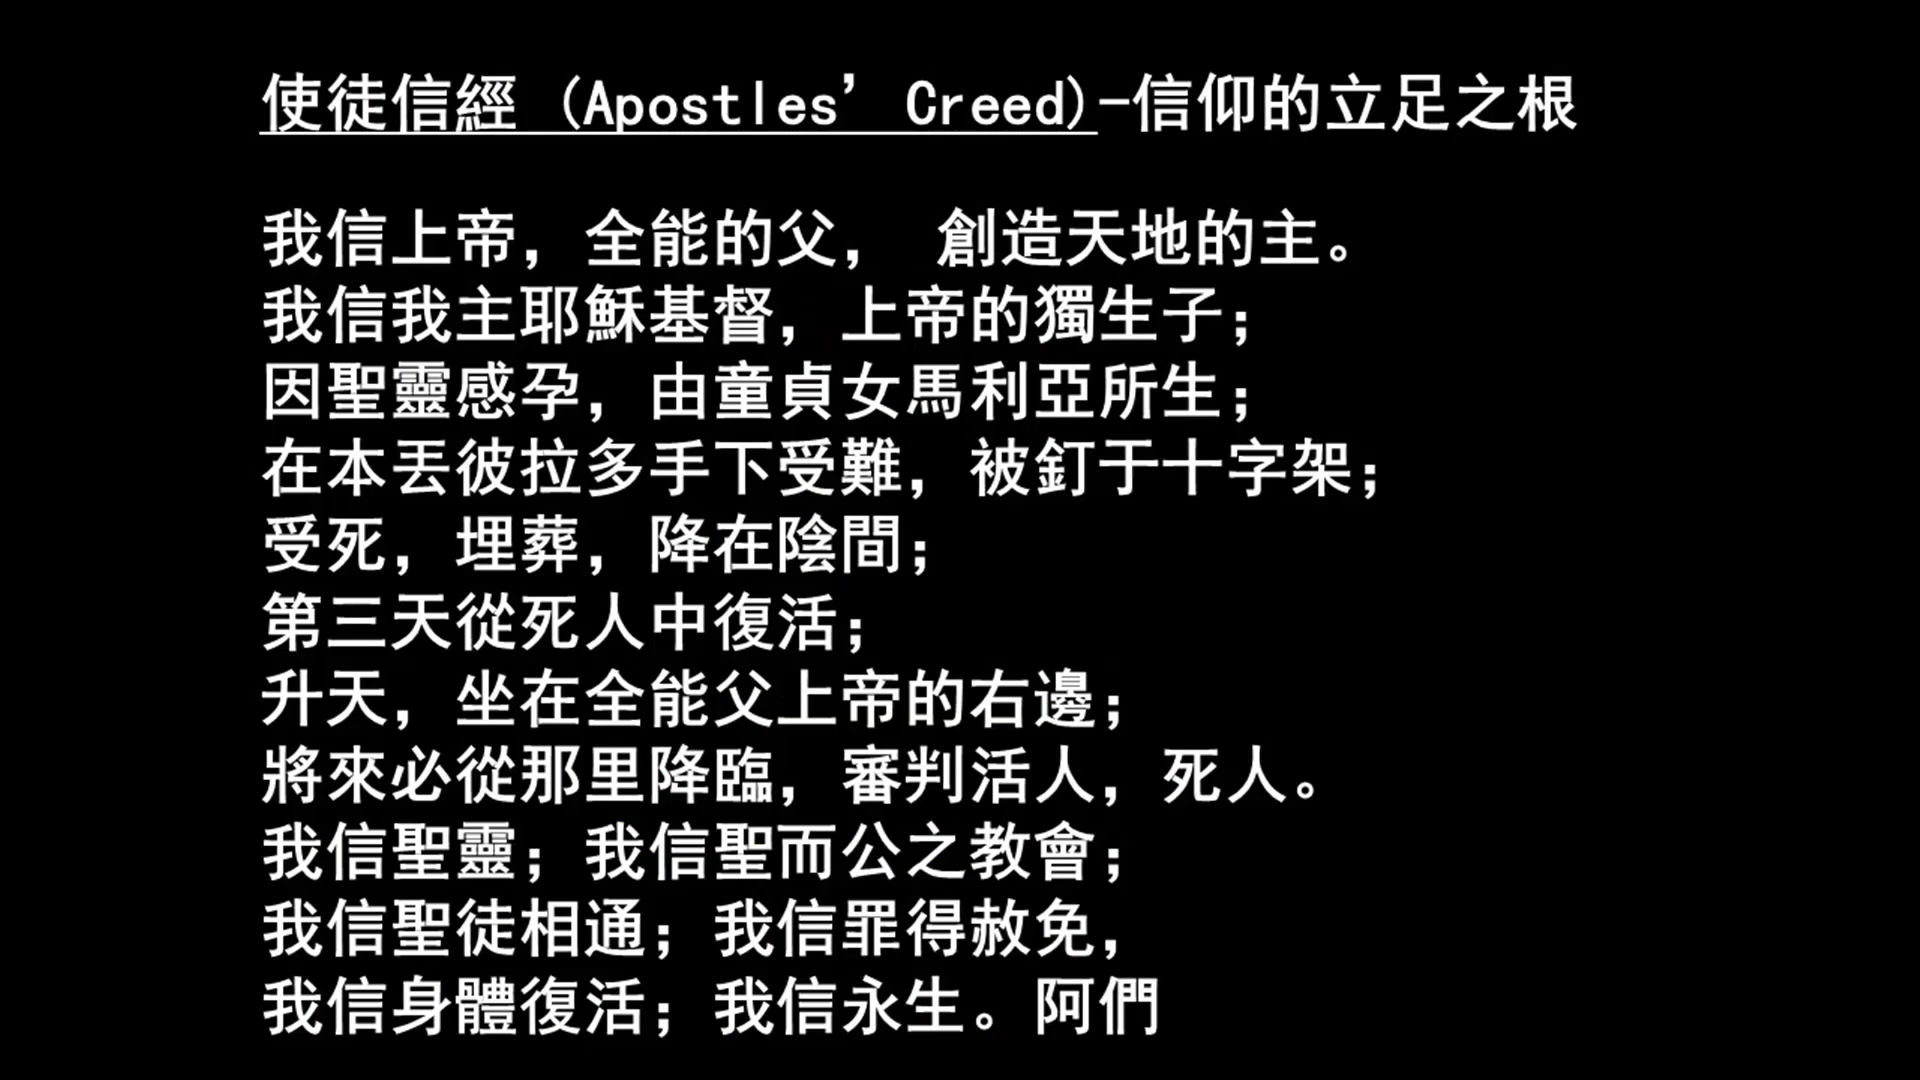 使徒信經 (Apostles’ Creed)-信仰的立足之根
我信上帝，全能的父， 創造天地的主。
我信我主耶穌基督，上帝的獨生子；
因聖靈感孕，由童貞女馬利亞所生；
在本丟彼拉多手下受難，被釘于十字架；
受死，埋葬，降在陰間；
第三天從死人中復活；
升天，坐在全能父上帝的右邊；
將來必從那里降臨，審判活人，死人。
我信聖靈；我信聖而公之教會；
我信聖徒相通；我信罪得赦免，
我信身體復活；我信永生。阿們